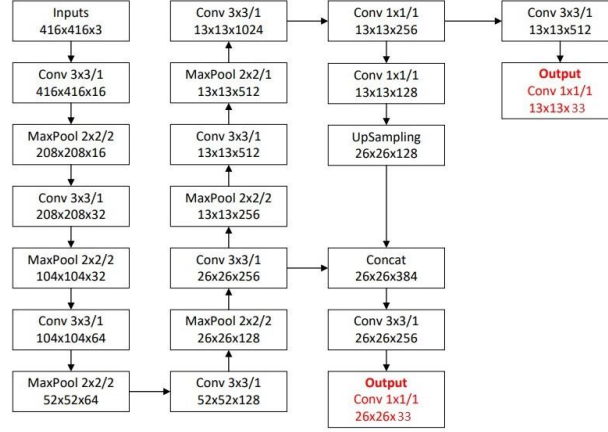 Inputs
416x416x3
Conv 3x3/1
416x416x16
MaxPool 2x2/2
208x208x16
Conv 3x3/1
208x208x32
MaxPool 2x2/2
104x104x32
Conv 3x3/1
104x104x64
MaxPool 2x2/2
52x52x64
Conv 3x3/1
13x13x1024
MaxPool 2x2/1
13x13x512
Conv 3x3/1
13x13x512
MaxPool 2x2/2
13x13x256
Conv 3x3/1
26x26x256
MaxPool 2x2/2
26x26x128
Conv 3x3/1
52x52x128
Conv 1x1/1
13x13x256
Conv 1x1/1
13x13x128
UpSampling
26x26x128
Concat
26x26x384
Conv 3x3/1
26x26x256
Output
Conv 1x1/1
26x26x33
Conv 3x3/1
13x13x512
Output
Conv 1x1/1
13x13x33